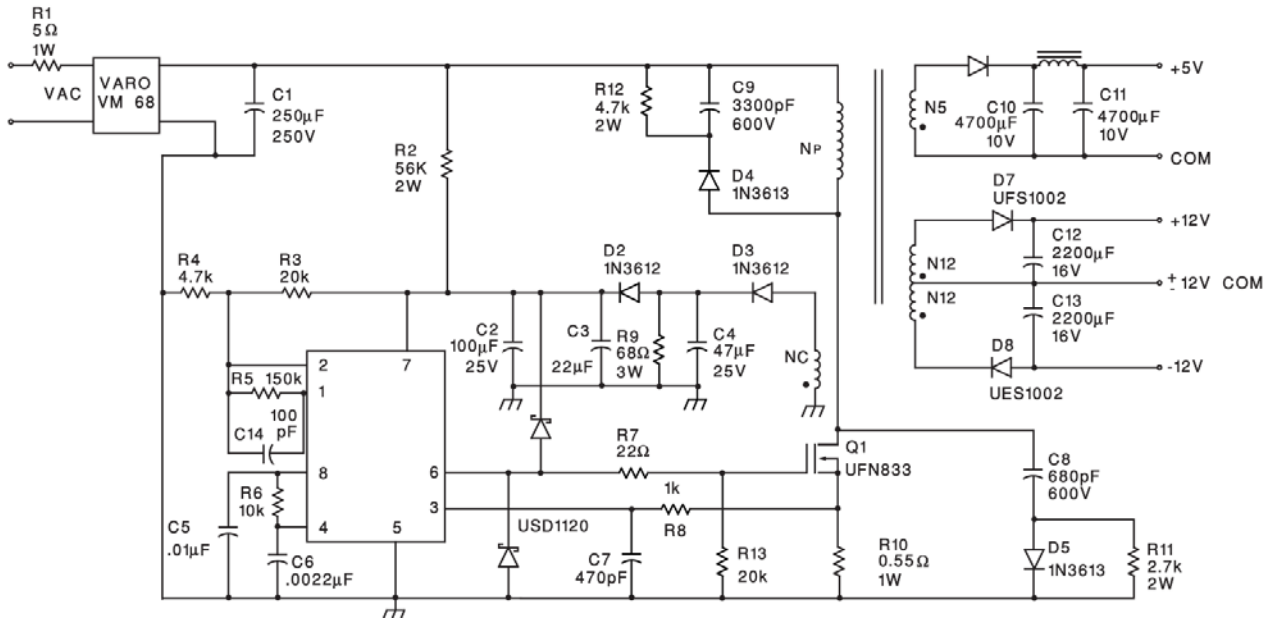 R1
5Ω
1W
VAC
VARO
VM 68
C1
250µF
250V
R2
56K
2W
R12
4.7k
2W
C9
3300pF
600V
D4
1N3613
NP
N5
C10
4700µF
10V
C11
4700µF
10V
+5V
COM
D7
UFS1002
+12V
N12
N12
C12
2200µF
16V
+
- 12V COM
C13
2200µF
16V
D8
UES1002
-12V
R4
4.7k
R3
20k
D2
1N3612
D3
1N3612
C2
100µF
25V
C3
22µF
R9
68Ω
3W
C4
47µF
25V
NC
2
7
R5 150k
1
100
pF
C14
8
6
R6
10k
3
4
5
C5
.01µF
C6
.0022µF
USD1120
R7
22Ω
1k
R8
C7
470pF
R13
20k
Q1
UFN833
R10
0.55Ω
1W
C8
680pF
600V
D5
1N3613
R11
2.7k
2W